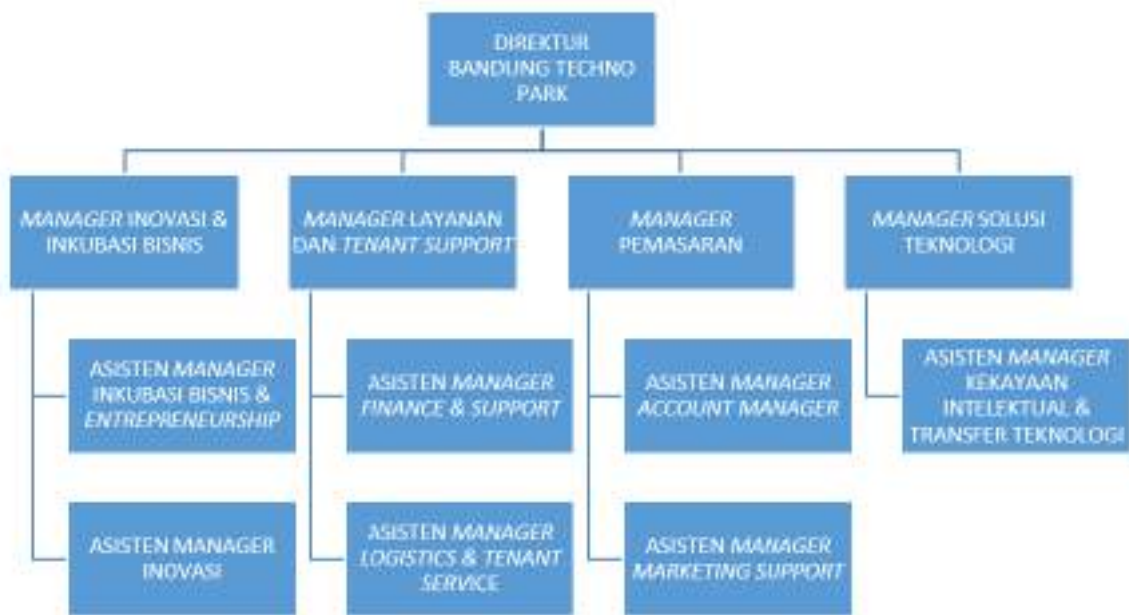 DIREKTUR
BANDUNG TECHNO
PARK
MANAGER INOVASI &
INKUBASI BISNIS
MANAGER LAYANAN
DAN TENANT SUPPORT
MANAGER
PEMASARAN
MANAGER SOLUSI
TEKNOLOGI
ASISTEN MANAGER
INKUBASI BISNIS &
ENTREPRENEURSHIP
ASISTEN MANAGER
FINANCE & SUPPORT
ASISTEN MANAGER
ACCOUNT MANAGER
ASISTEN MANAGER
KEKAYAAN
INTELEKTUAL &
TRANSFER TEKNOLOGI
ASISTEN MANAGER
INOVASI
ASISTEN MANAGER
LOGISTICS & TENANT
SERVICE
ASISTEN MANAGER
MARKETING SUPPORT